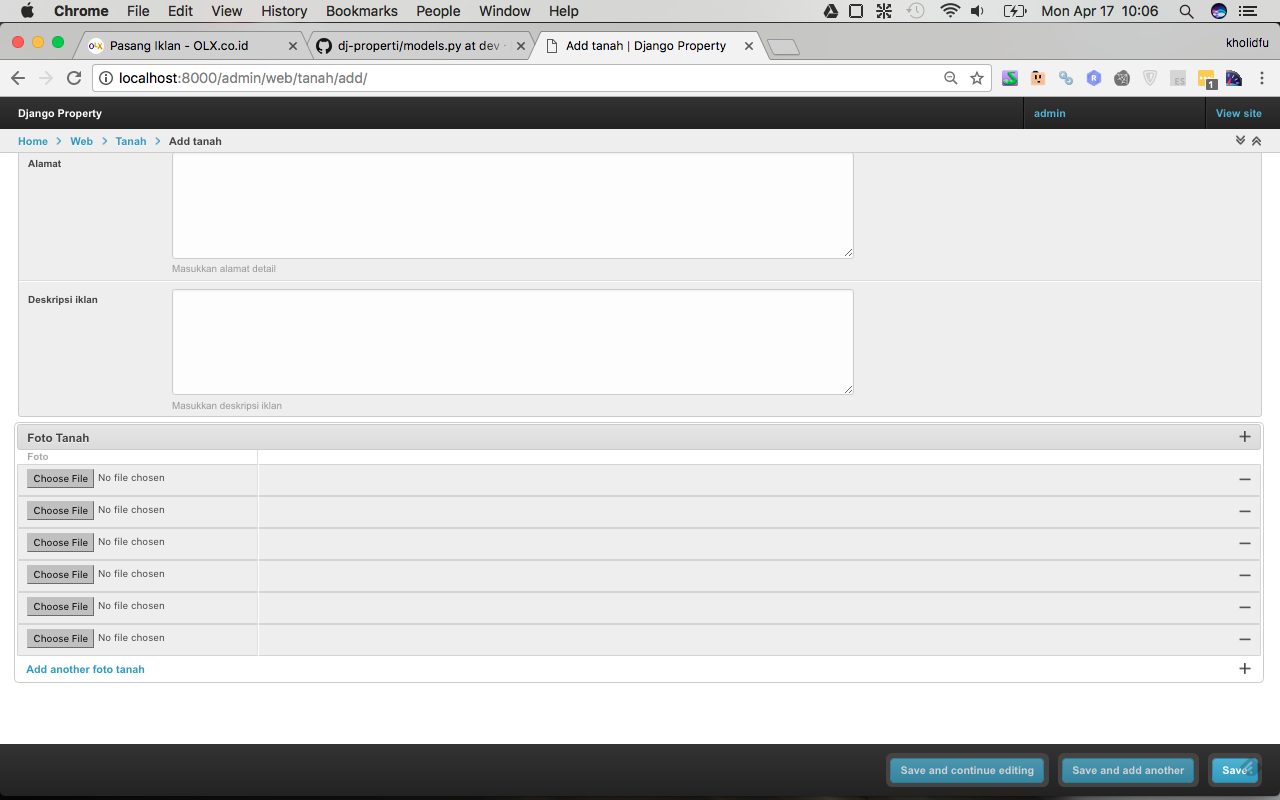 Chrome File Edit View History Bookmarks People Window Help Mon Apr 17 10:06
Pasang Iklan - OLX.co.id dj-properti/models.py at dev Add tanah | Django Property kholidfu
localhost:8000/admin/web/tanah/add/
Django Property admin View site
Home Web Tanah Add tanah
Alamat
Masukkan alamat detail
Deskripsi iklan
Masukkan deskripsi iklan
Foto Tanah
Foto
Choose File No file chosen
Choose File No file chosen
Choose File No file chosen
Choose File No file chosen
Choose File No file chosen
Choose File No file chosen
Add another foto tanah
Save and continue editing Save and add another Save